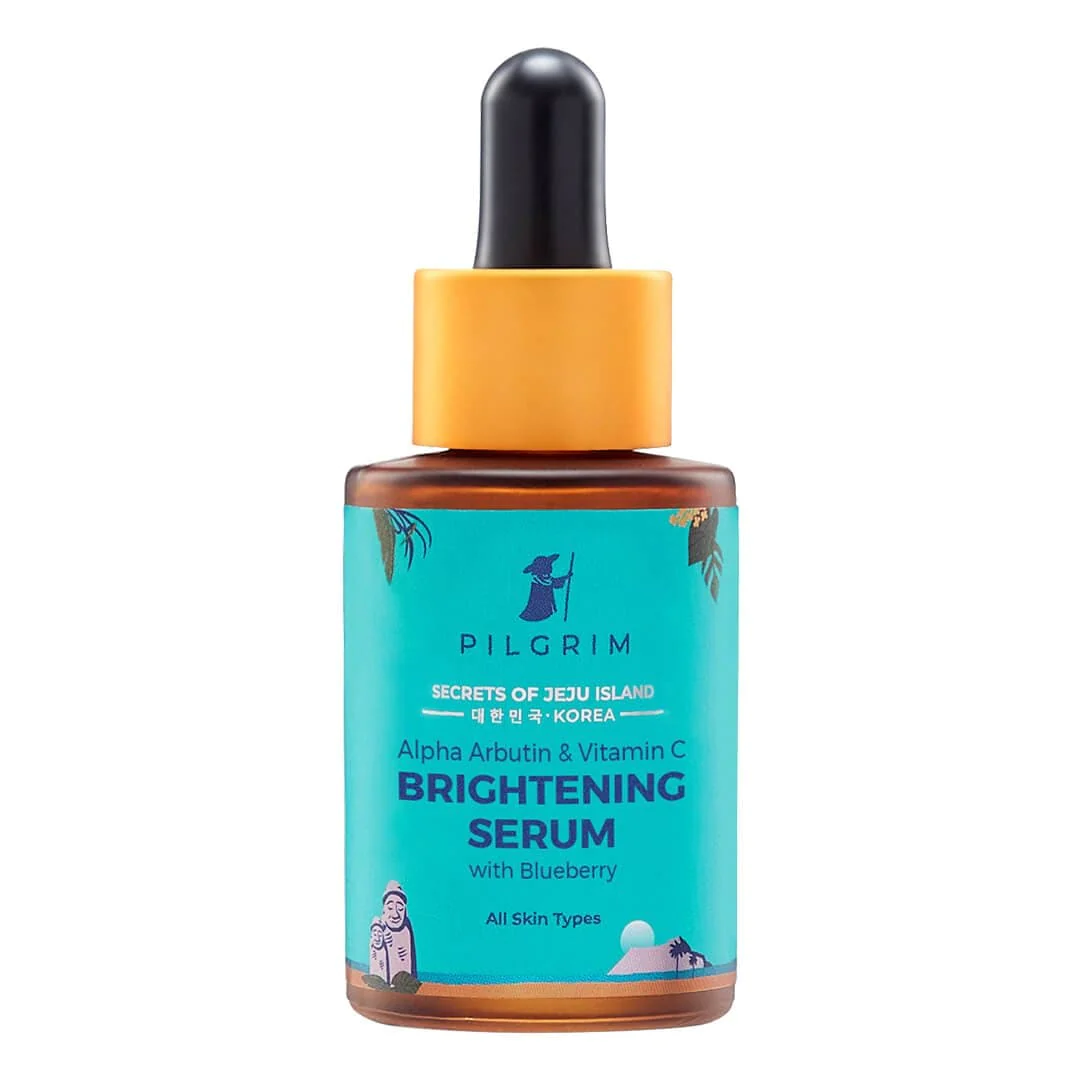 PILGRIM
SECRETS OF JEJU ISLAND
대한민국·KOREA
Alpha Arbutin & Vitamin C
BRIGHTENING
SERUM
with Blueberry
All Skin Types